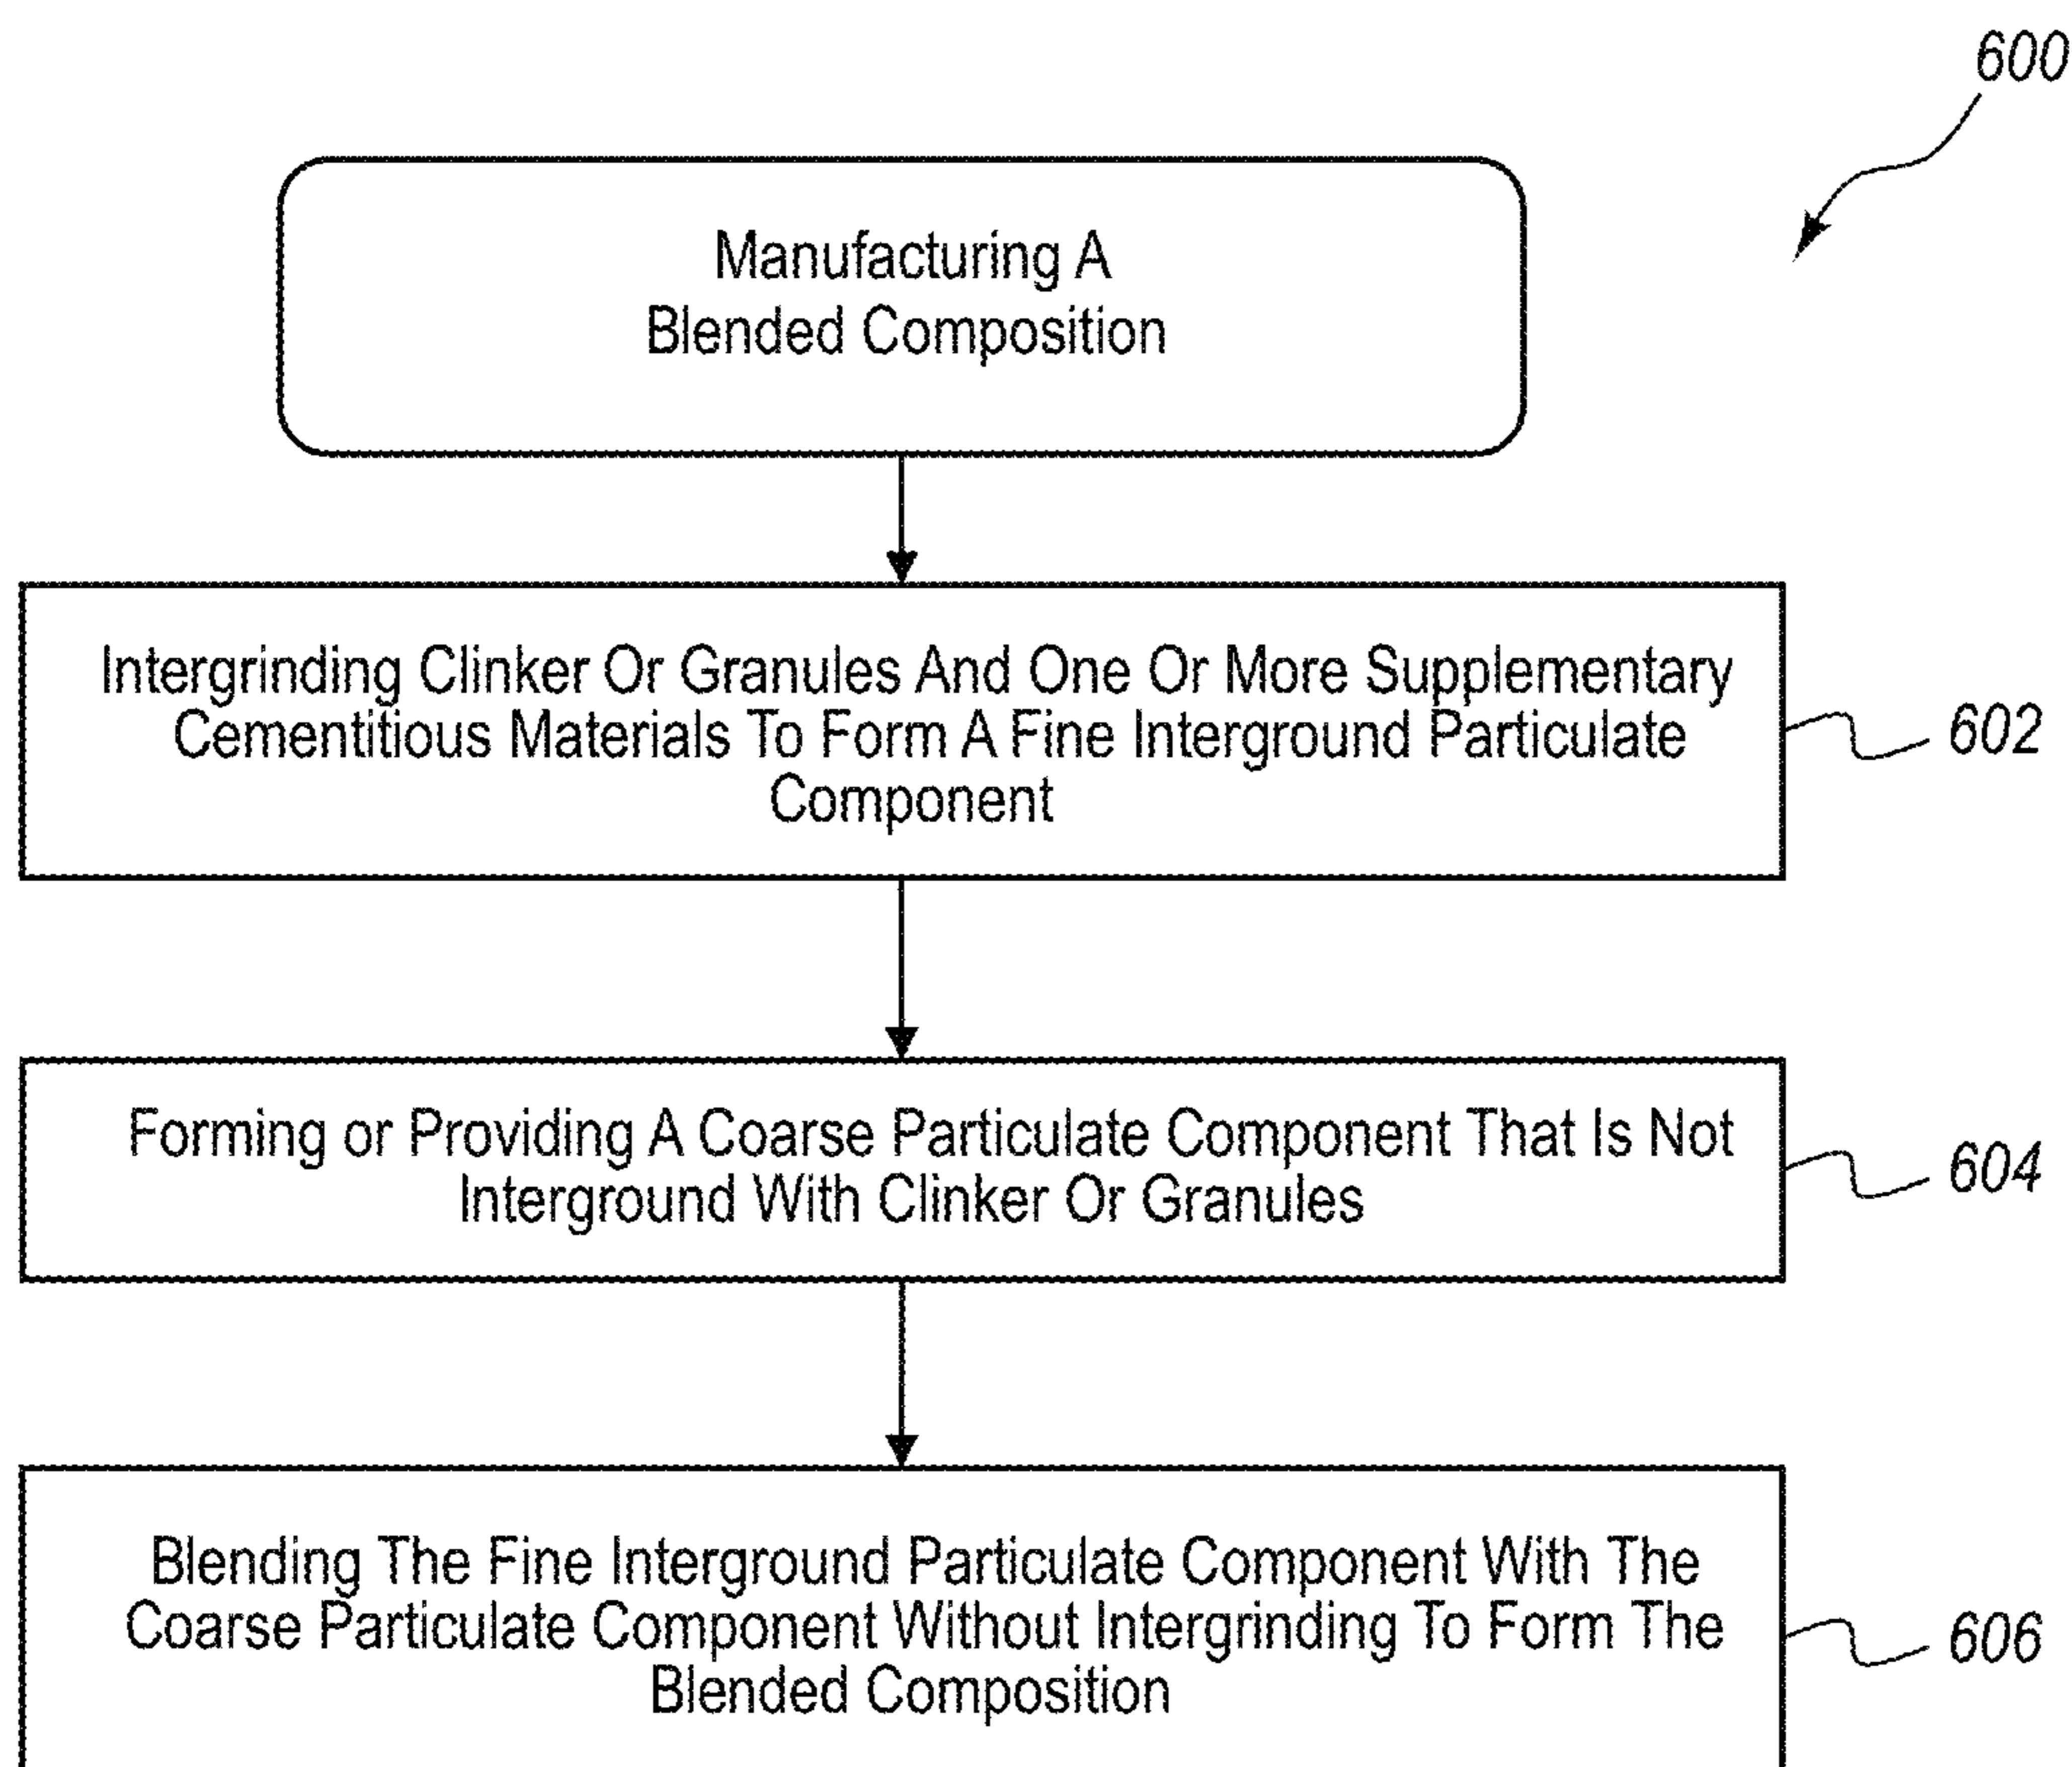 600
Manufacturing A
Blended Composition
Intergrinding Clinker Or Granules And One Or More Supplementary
Cementitious Materials To Form A Fine Interground Particulate
Component
602
Forming or Providing A Coarse Particulate Component That Is Not
Interground With Clinker Or Granules
604
Blending The Fine Interground Particulate Component With The
Coarse Particulate Component Without Intergrinding To Form The
Blended Composition
606